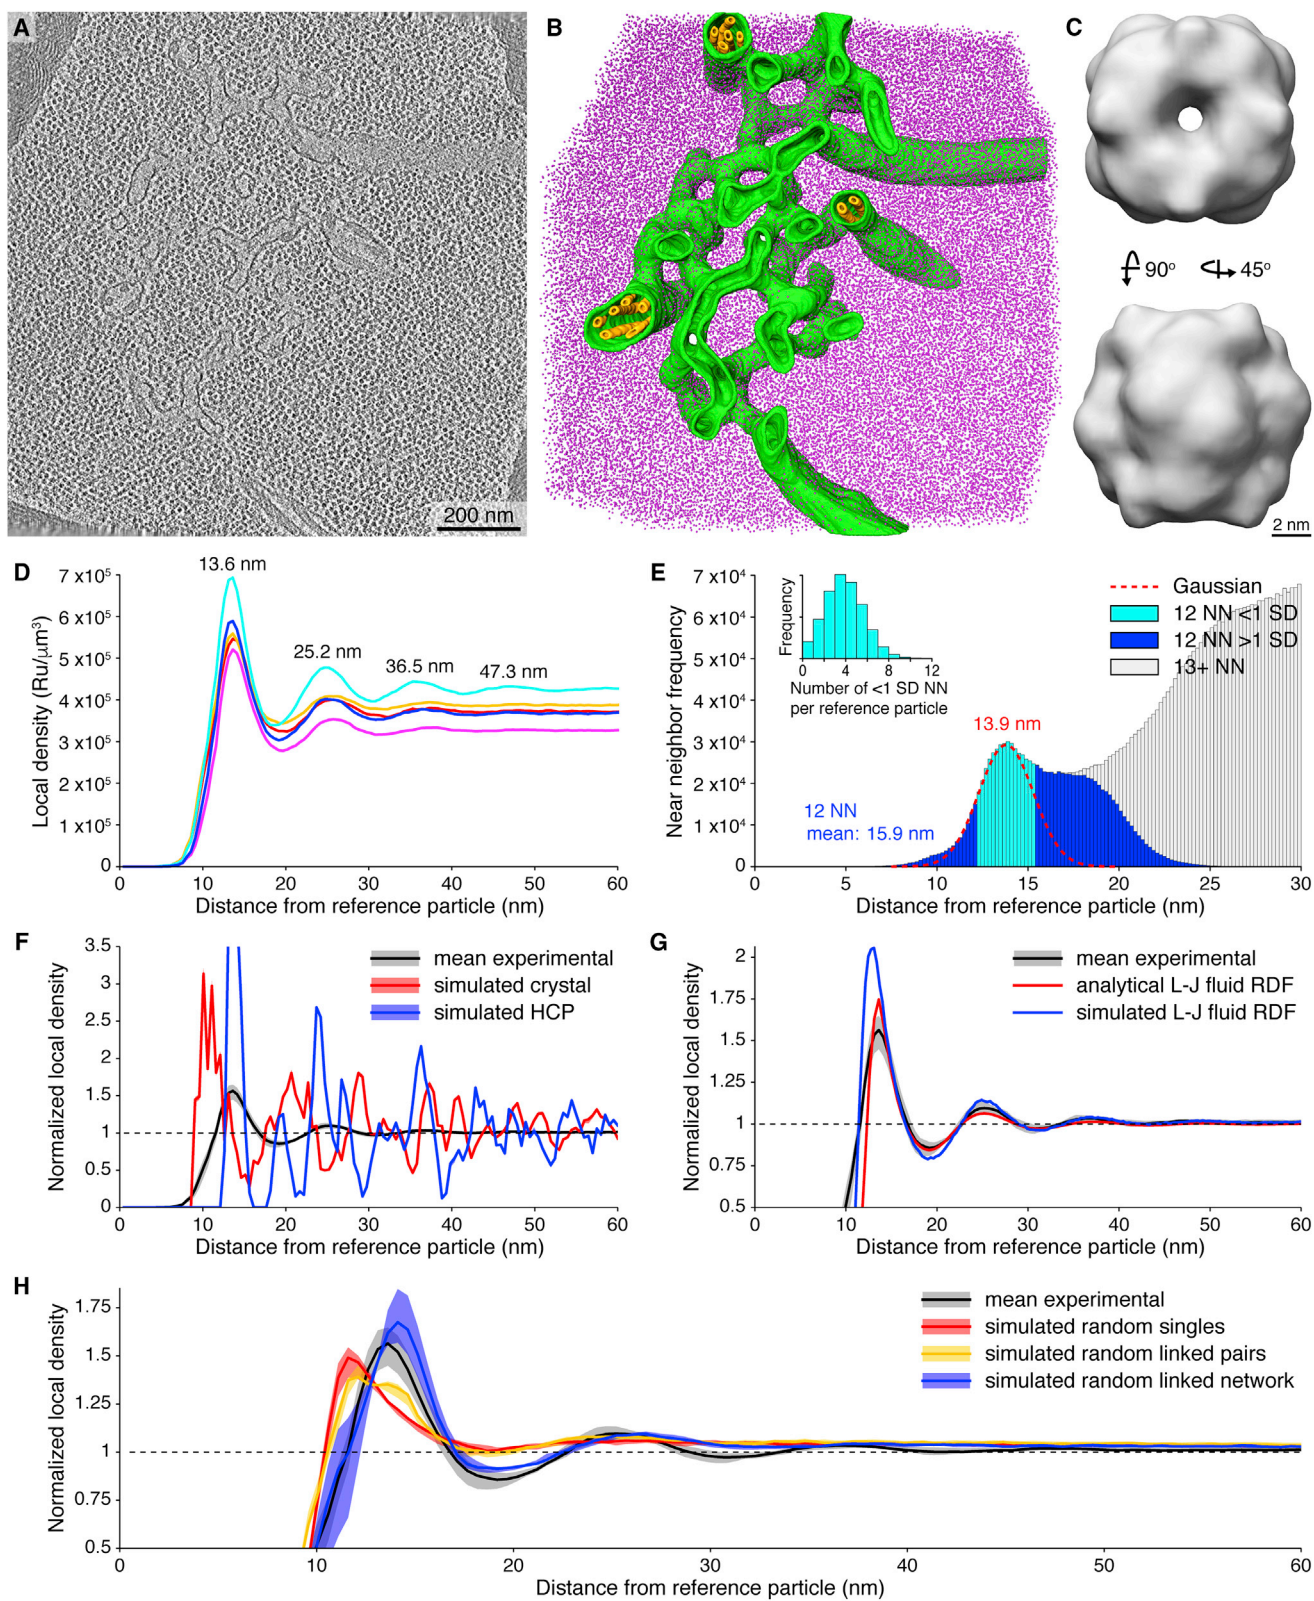 A
200 nm
B
C
90°
45°
2 nm
D
Local density (Ru/μm³)
7 x10⁵
6 x10⁵
5 x10⁵
4 x10⁵
3 x10⁵
2 x10⁵
1 x10⁵
0
13.6 nm
25.2 nm
36.5 nm
47.3 nm
0 10 20 30 40 50 60
Distance from reference particle (nm)
E
Near neighbor frequency
7 x10⁴
6 x10⁴
5 x10⁴
4 x10⁴
3 x10⁴
2 x10⁴
1 x10⁴
0
Frequency
0 4 8 12
Number of <1 SD NN
per reference particle
Gaussian
12 NN <1 SD
12 NN >1 SD
13+ NN
13.9 nm
12 NN
mean: 15.9 nm
0 5 10 15 20 25 30
Distance from reference particle (nm)
F
Normalized local density
3.5
3
2.5
2
1.5
1
0.5
0
mean experimental
simulated crystal
simulated HCP
0 10 20 30 40 50 60
Distance from reference particle (nm)
G
Normalized local density
2
1.75
1.5
1.25
1
0.75
0.5
mean experimental
analytical L-J fluid RDF
simulated L-J fluid RDF
0 10 20 30 40 50 60
Distance from reference particle (nm)
H
Normalized local density
1.75
1.5
1.25
1
0.75
0.5
mean experimental
simulated random singles
simulated random linked pairs
simulated random linked network
0 10 20 30 40 50 60
Distance from reference particle (nm)